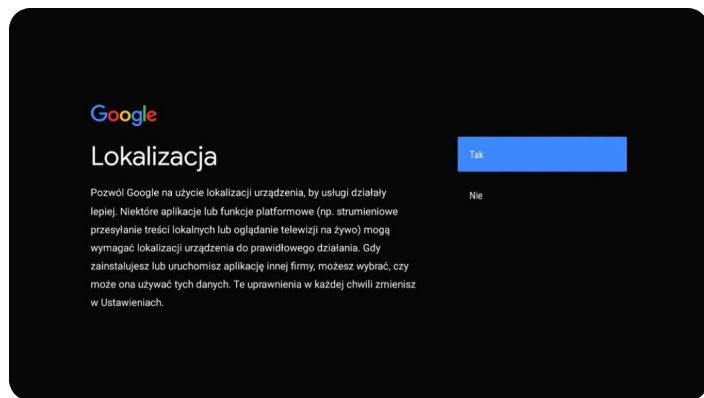 Google
Lokalizacja
Pozwól Google na użycie lokalizacji urządzenia, by usługi działały
lepiej. Niektóre aplikacje lub funkcje platformowe (np. strumieniowe
przesyłanie treści lokalnych lub oglądanie telewizji na żywo) mogą
wymagać lokalizacji urządzenia do prawidłowego działania. Gdy
zainstalujesz lub uruchomisz aplikację innej firmy, możesz wybrać, czy
może ona używać tych danych. Te uprawnienia w każdej chwili zmienisz
w Ustawieniach.
Tak
Nie